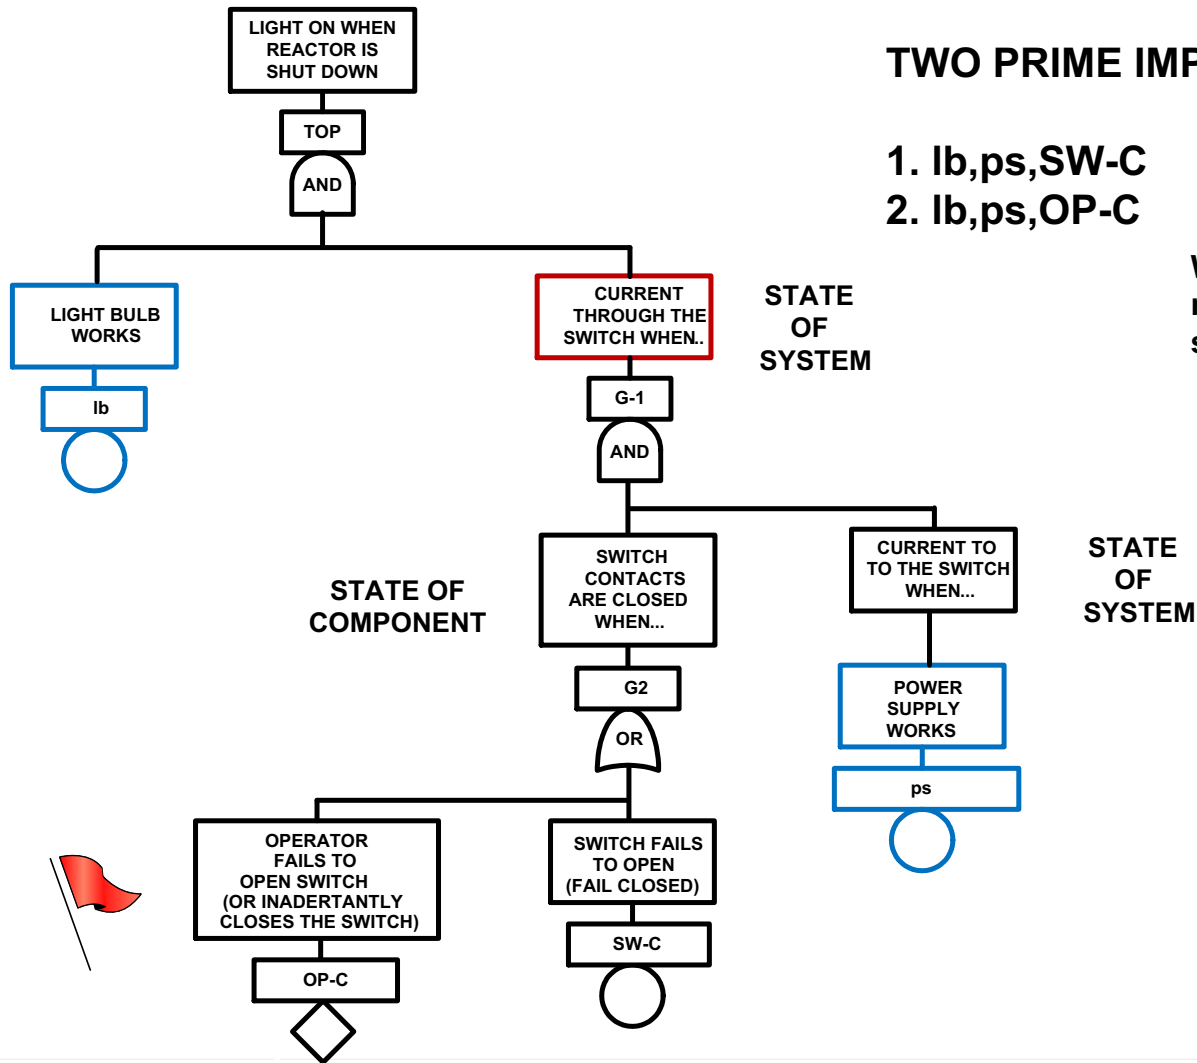 LIGHT ON WHEN
REACTOR IS
SHUT DOWN
TOP
AND
TWO PRIME IMP
1. lb,ps,SW-C
2. lb,ps,OP-C
LIGHT BULB
WORKS
lb
CURRENT
THROUGH THE
SWITCH WHEN..
G-1
AND
STATE
OF
SYSTEM
STATE OF
COMPONENT
SWITCH
CONTACTS
ARE CLOSED
WHEN...
G2
OR
CURRENT TO
TO THE SWITCH
WHEN...
STATE
OF
SYSTEM
POWER
SUPPLY
WORKS
ps
OPERATOR
FAILS TO
OPEN SWITCH
(OR INADERTANTLY
CLOSES THE SWITCH)
OP-C
SWITCH FAILS
TO OPEN
(FAIL CLOSED)
SW-C